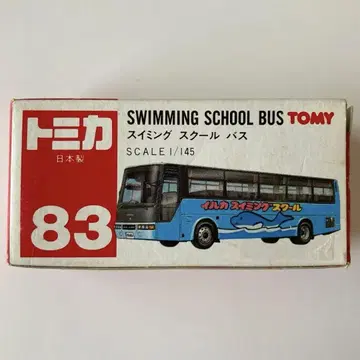 トミカ
日本製
83
SWIMMING SCHOOL BUS TOMY
スイミング スクール バス
SCALE 1/145
イルカ スイミング スクール